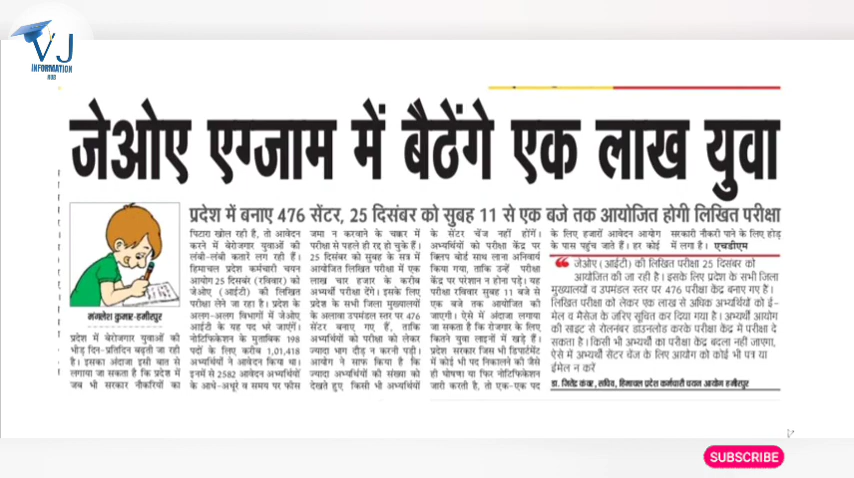 VJ
INFORMATION
HUB
जेओए एग्जाम में बैठेंगे एक लाख युवा
प्रदेश में बनाए 476 सेंटर, 25 दिसंबर को सुबह 11 से एक बजे तक आयोजित होगी लिखित परीक्षा
मंगलेश कुमार-हमीरपुर
प्रदेश में बेरोजगार युवाओं की
भीड़ दिन-प्रतिदिन बढ़ती जा रही
है। इसका अंदाजा इसी बात से
लगाया जा सकता है कि प्रदेश में
जब भी सरकार नौकरियों का
पिटारा खोल रही है, तो आवेदन
करने में बेरोजगार युवाओं की
लंबी-लंबी कतारें लग रही हैं।
हिमाचल प्रदेश कर्मचारी चयन
आयोग 25 दिसबंर (रविवार) को
जेओए (आईटी) की लिखित
परीक्षा लेने जा रहा है। प्रदेश के
अलग-अलग विभागों में जेओए
आईटी के यह पद भरे जाएंगे।
नोटिफिकेशन के मुताबिक 198
पदों के लिए करीब 1,01,418
अभ्यर्थियों ने आवेदन किया था।
इनमें से 2582 आवेदन अभ्यर्थियों
के आधे-अधूरे व समय पर फीस
जमा न करवाने के चक्कर में
परीक्षा से पहले ही रद्द हो चुके हैं।
25 दिसंबर को सुबह के सत्र में
आयोजित लिखित परीक्षा में एक
लाख चार हजार के करीब
अभ्यर्थी परीक्षा देंगे। इसके लिए
प्रदेश के सभी जिला मुख्यालयों
के अलावा उपमंडल स्तर पर 476
सेंटर बनाए गए हैं, ताकि
अभ्यर्थियों को परीक्षा को लेकर
ज्यादा भाग दौड़ न करनी पड़े।
आयोग ने साफ किया है कि
ज्यादा अभ्यर्थियों की संख्या को
देखते हुए किसी भी अभ्यर्थी
के सेंटर चेंज नहीं होंगे।
अभ्यर्थियों को परीक्षा केंद्र पर
क्लिप बोर्ड साथ लाना अनिवार्य
किया गया, ताकि उन्हें परीक्षा
केंद्र पर परेशान न होना पड़े। यह
परीक्षा रविवार सुबह 11 बजे से
एक बजे तक आयोजित की
जाएगी। ऐसे में अंदाजा लगाया
जा सकता है कि रोजगार के लिए
कितने युवा लाइनों में खड़े हैं।
प्रदेश सरकार जिस भी डिपार्टमेंट
में कोई भी पद निकालने की जैसे
ही घोषणा या फिर नोटिफिकेशन
जारी करती है, तो एक-एक पद
के लिए हजारों आवेदन आयोग
के पास पहुंच जाते हैं। हर कोई
सरकारी नौकरी पाने के लिए होड़
में लगा है। एचडीएम
जेओए (आईटी) की लिखित परीक्षा 25 दिसंबर को
आयोजित की जा रही है। इसके लिए प्रदेश के सभी जिला
मुख्यालयों व उपमंडल स्तर पर 476 परीक्षा केंद्र बनाए गए हैं।
लिखित परीक्षा को लेकर एक लाख से अधिक अभ्यर्थियों को ई-
मेल व मैसेज के जरिए सूचित कर दिया गया है। अभ्यर्थी आयोग
की साइट से रोलनंबर डाउनलोड करके परीक्षा केंद्र में परीक्षा दे
सकता है। किसी भी अभ्यर्थी का परीक्षा केंद्र बदला नहीं जाएगा,
ऐसे में अभ्यर्थी सेंटर चेंज के लिए आयोग को कोई भी पत्र या
ईमेल न करें
डा. जितेंद्र कंवर, सचिव, हिमाचल प्रदेश कर्मचारी चयन आयोग हमीरपुर
SUBSCRIBE